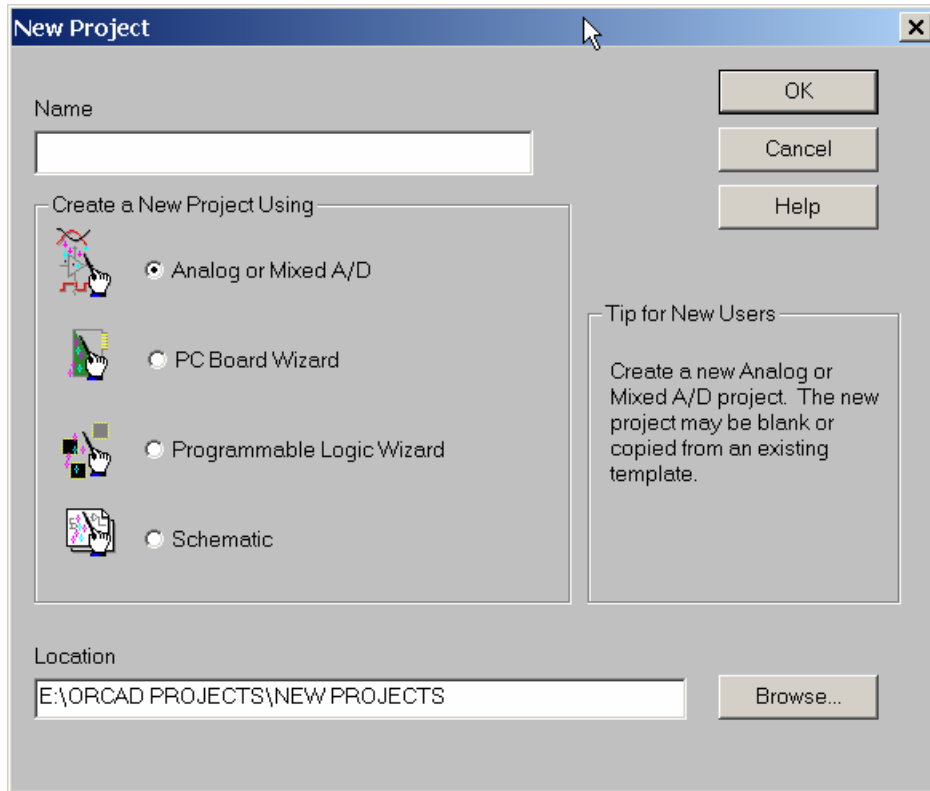 New Project
Name
OK
Cancel
Help
Create a New Project Using
Analog or Mixed A/D
PC Board Wizard
Programmable Logic Wizard
Schematic
Tip for New Users
Create a new Analog or
Mixed A/D project. The new
project may be blank or
copied from an existing
template.
Location
E:\ORCAD PROJECTS\NEW PROJECTS
Browse...